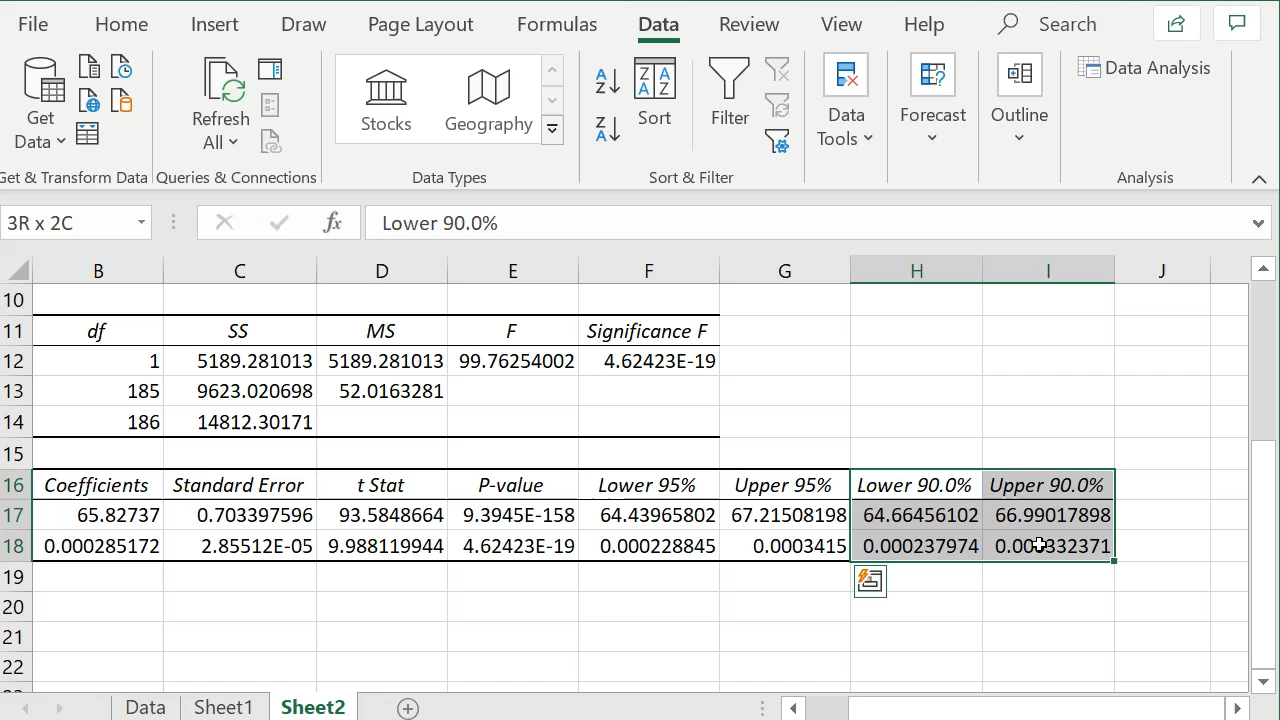 File Home Insert Draw Page Layout Formulas Data Review View Help Search
Get Data
Refresh All
Stocks
Geography
Sort
Filter
Data Tools
Forecast
Outline
Data Analysis
Get & Transform Data
Queries & Connections
Data Types
Sort & Filter
Analysis
3R x 2C fx Lower 90.0%
B C D E F G H I J
10
11 df SS MS F Significance F
12 1 5189.281013 5189.281013 99.76254002 4.62423E-19
13 185 9623.020698 52.0163281
14 186 14812.30171
15
16 Coefficients Standard Error t Stat P-value Lower 95% Upper 95% Lower 90.0% Upper 90.0%
17 65.82737 0.703397596 93.5848664 9.3945E-158 64.43965802 67.21508198 64.66456102 66.99017898
18 0.000285172 2.85512E-05 9.988119944 4.62423E-19 0.000228845 0.0003415 0.000237974
19
20
21
22
Data Sheet1 Sheet2